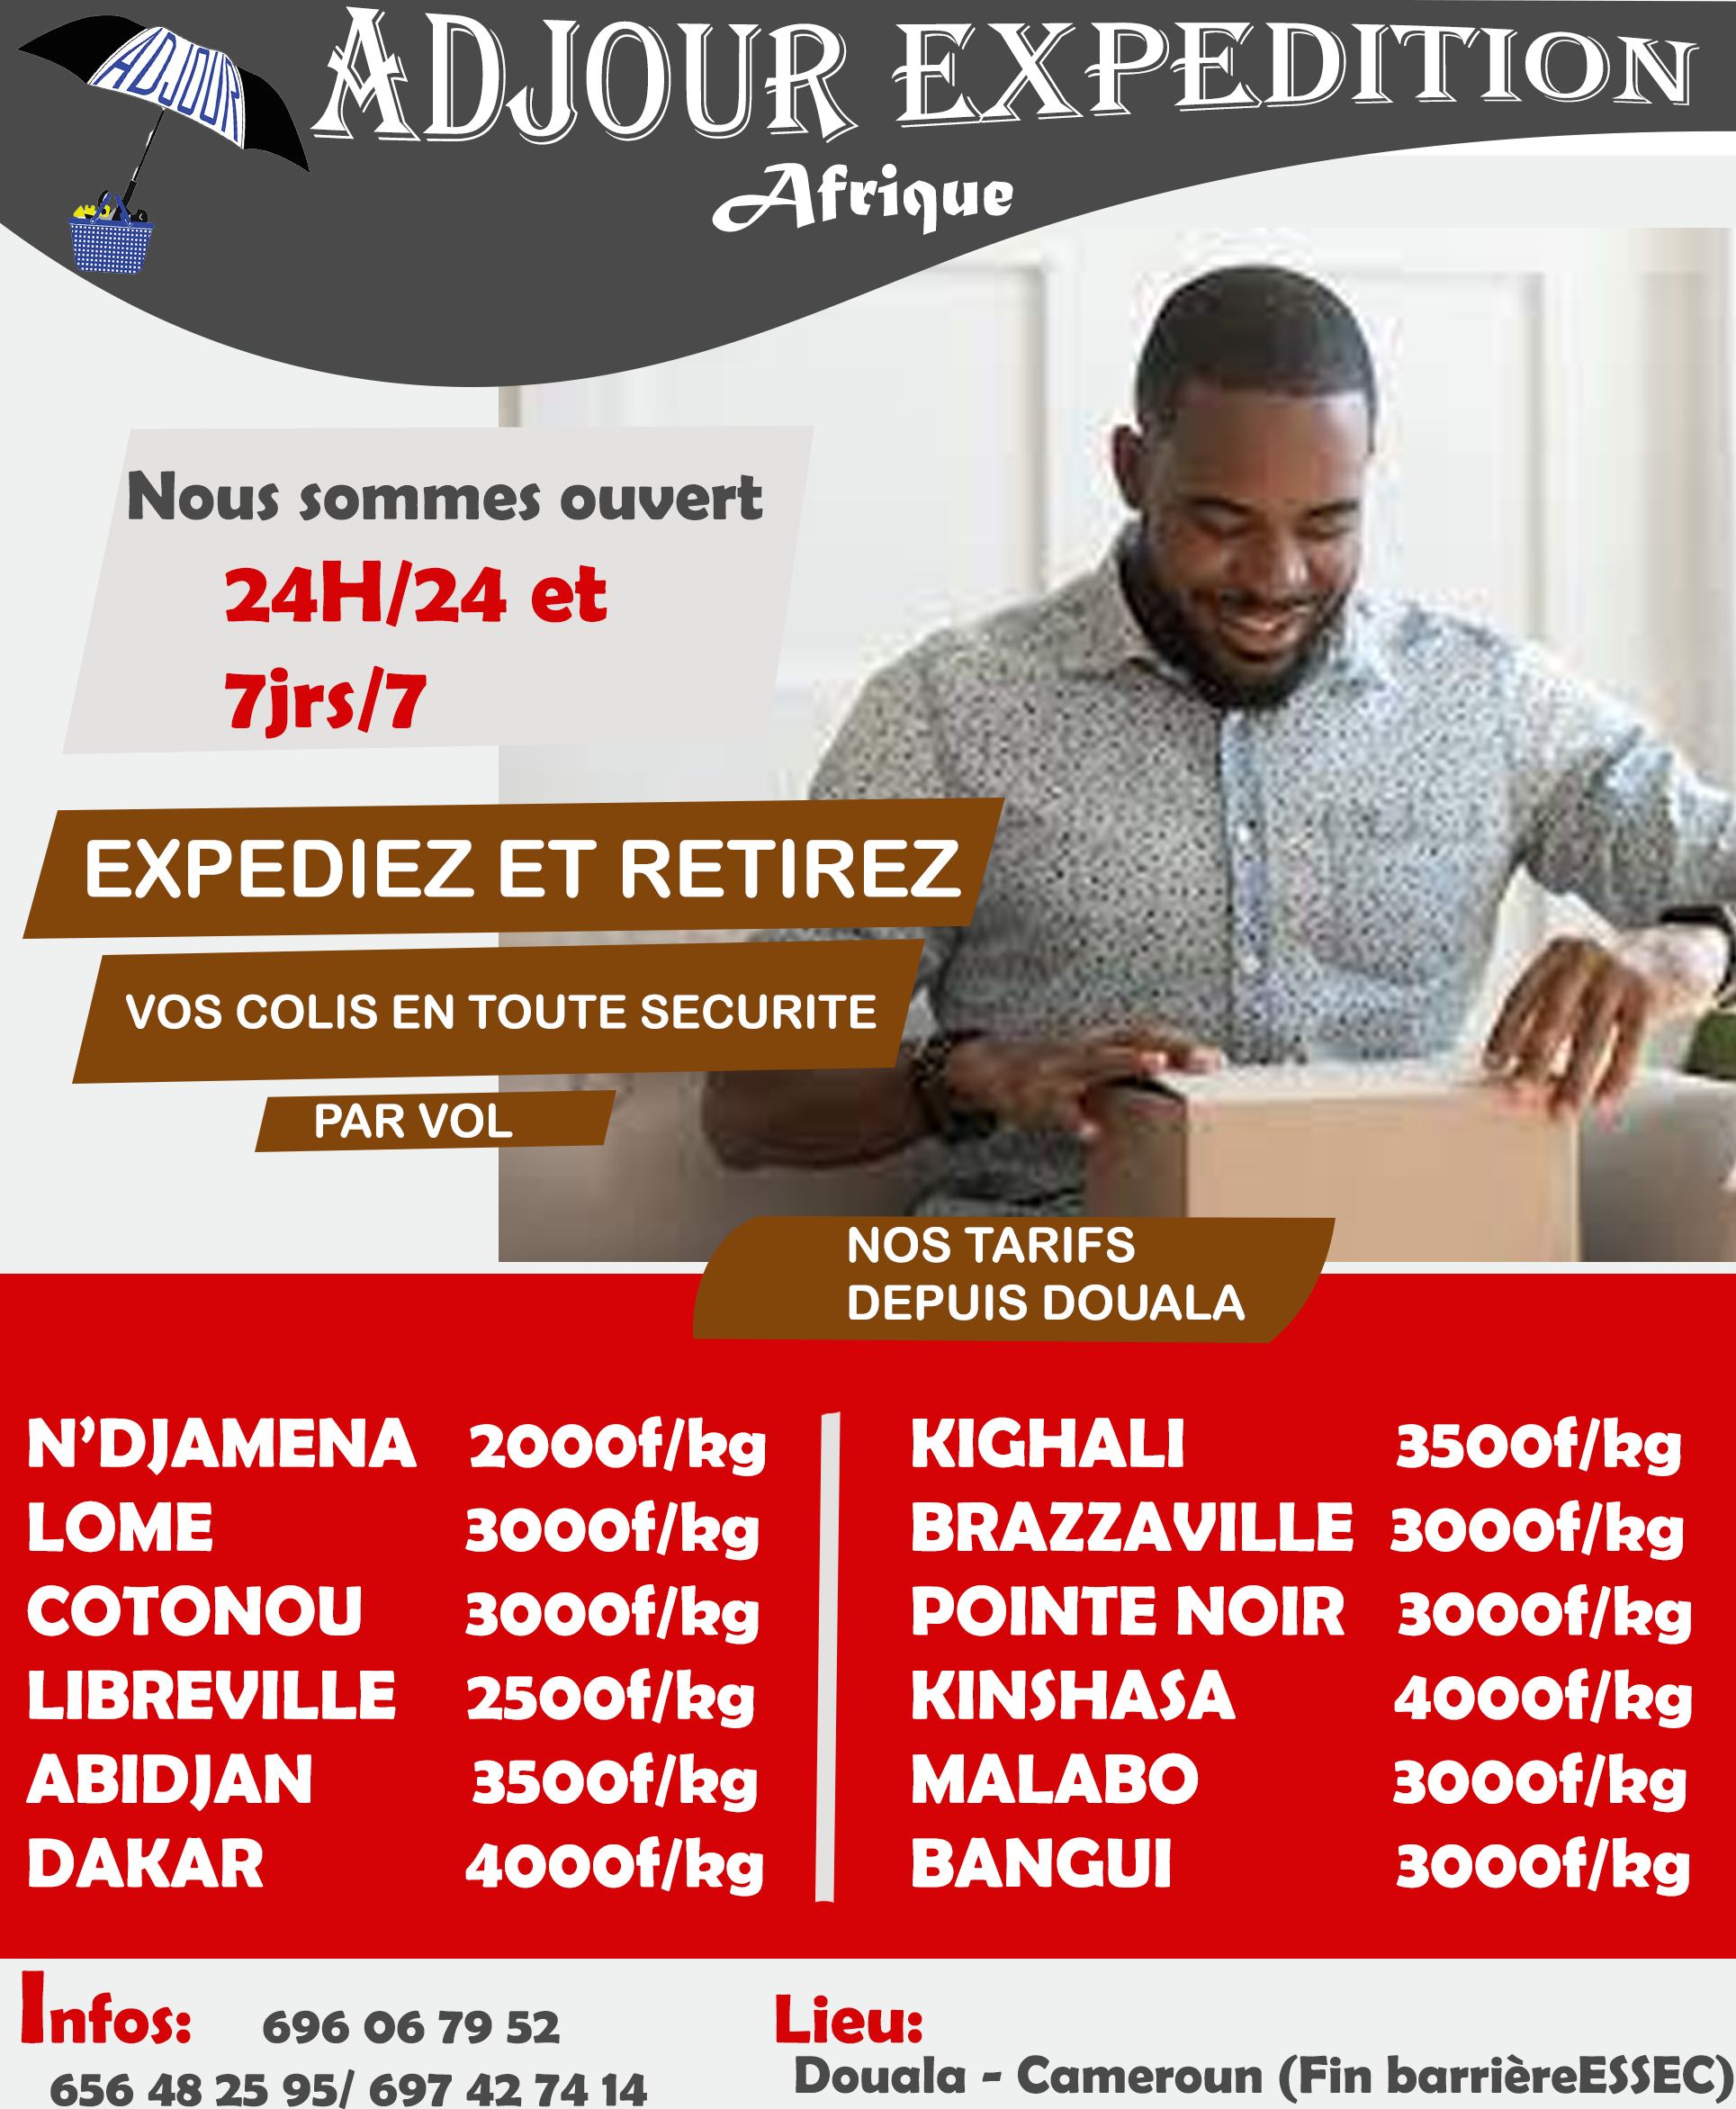 ADJOUR
ADJOUR EXPEDITION
Afrique
Nous sommes ouvert
24H/24 et
7jrs/7
EXPEDIEZ ET RETIREZ
VOS COLIS EN TOUTE SECURITE
PAR VOL
NOS TARIFS
DEPUIS DOUALA
N'DJAMENA 2000f/kg
LOME 3000f/kg
COTONOU 3000f/kg
LIBREVILLE 2500f/kg
ABIDJAN 3500f/kg
DAKAR 4000f/kg
KIGHALI 3500f/kg
BRAZZAVILLE 3000f/kg
POINTE NOIR 3000f/kg
KINSHASA 4000f/kg
MALABO 3000f/kg
BANGUI 3000f/kg
Infos: 696 06 79 52
656 48 25 95/ 697 42 74 14
Lieu:
Douala - Cameroun (Fin barrièreESSEC)